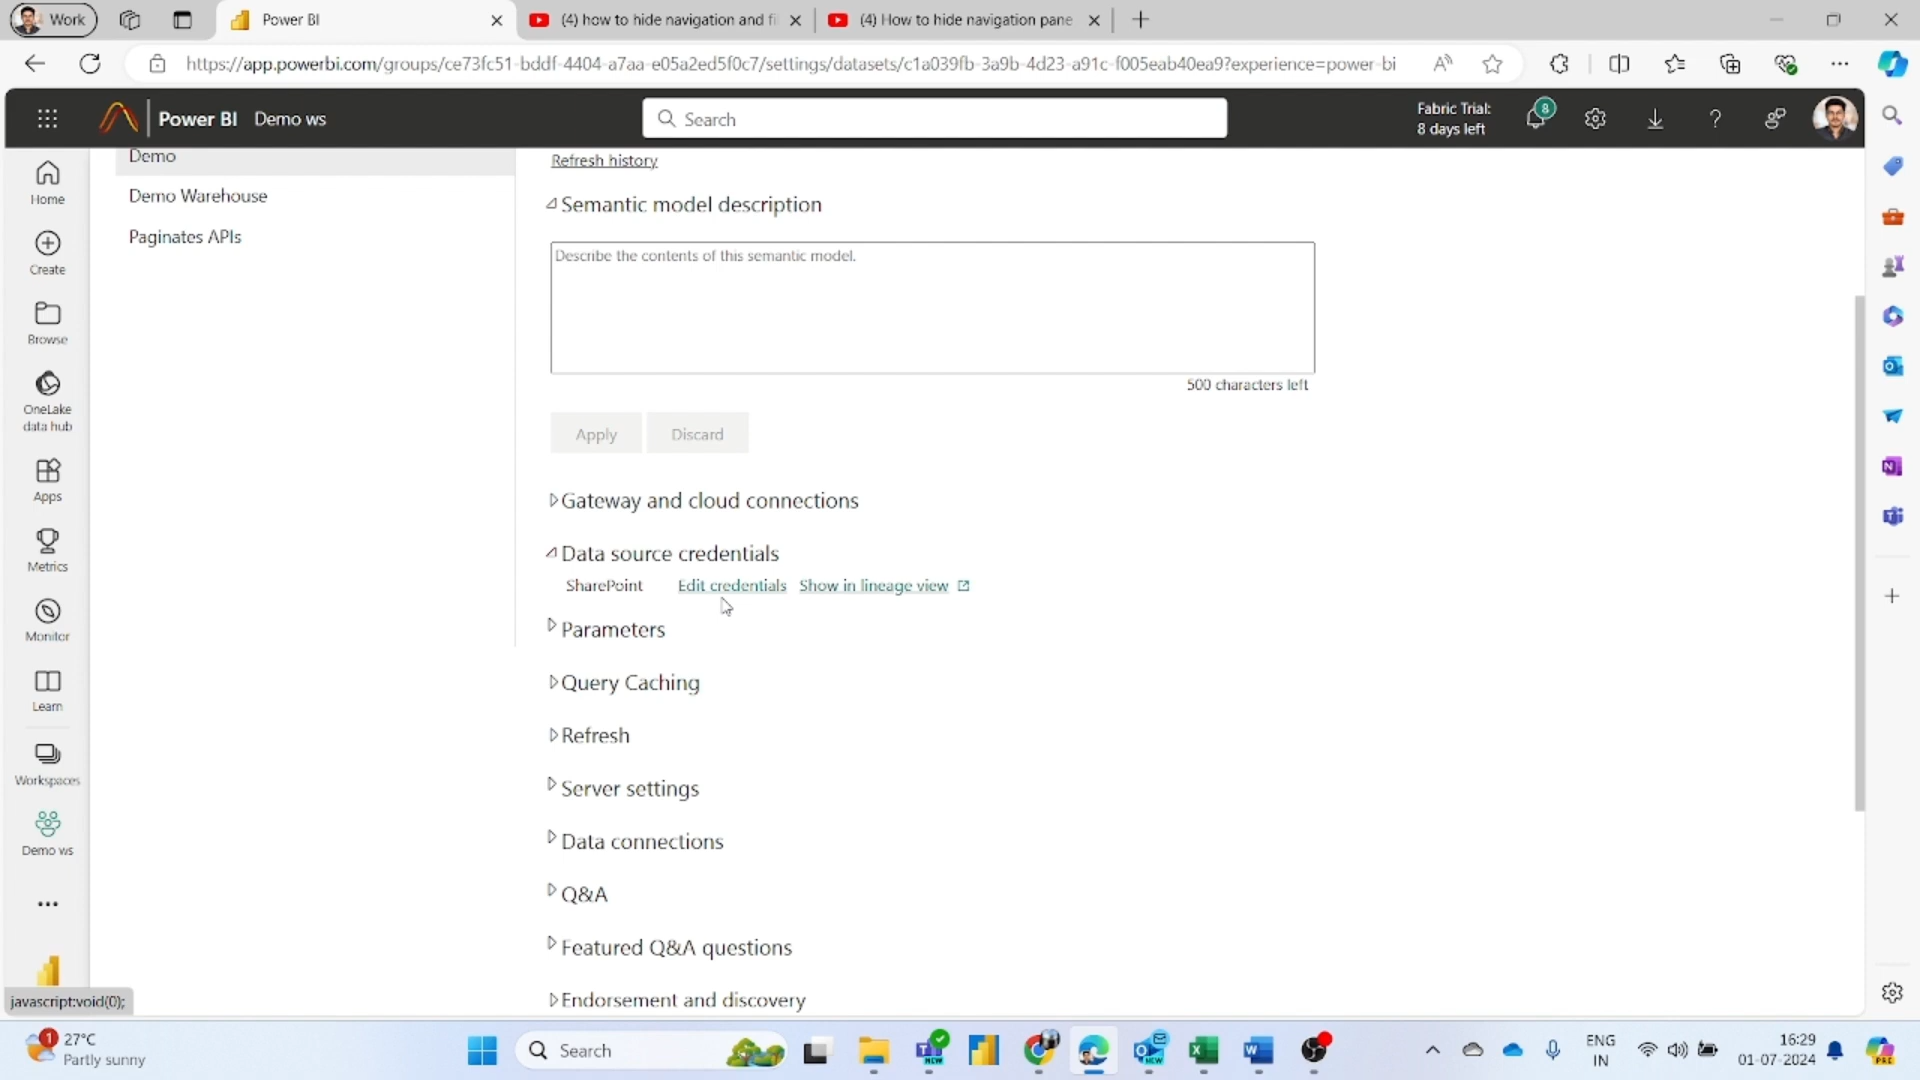 Work
Power BI
(4) how to hide navigation and fi
(4) How to hide navigation pane
https://app.powerbi.com/groups/ce73fc51-bddf-4404-a7aa-e05a2ed5f0c7/settings/datasets/c1a039fb-3a9b-4d23-a91c-f005eab40ea9?experience=power-bi
Power BI Demo ws
Search
Fabric Trial:
8 days left
8
Home
Create
Browse
OneLake
data hub
Apps
Metrics
Monitor
Learn
Workspaces
Demo ws
Demo
Demo Warehouse
Paginates APIs
Refresh history
Semantic model description
Describe the contents of this semantic model.
500 characters left
Apply Discard
Gateway and cloud connections
Data source credentials
SharePoint Edit credentials Show in lineage view
Parameters
Query Caching
Refresh
Server settings
Data connections
Q&A
Featured Q&A questions
Endorsement and discovery
javascript:void(0);
1
27°C
Partly sunny
Search
NEW
NEW
ENG
IN
16:29
01-07-2024
PRE